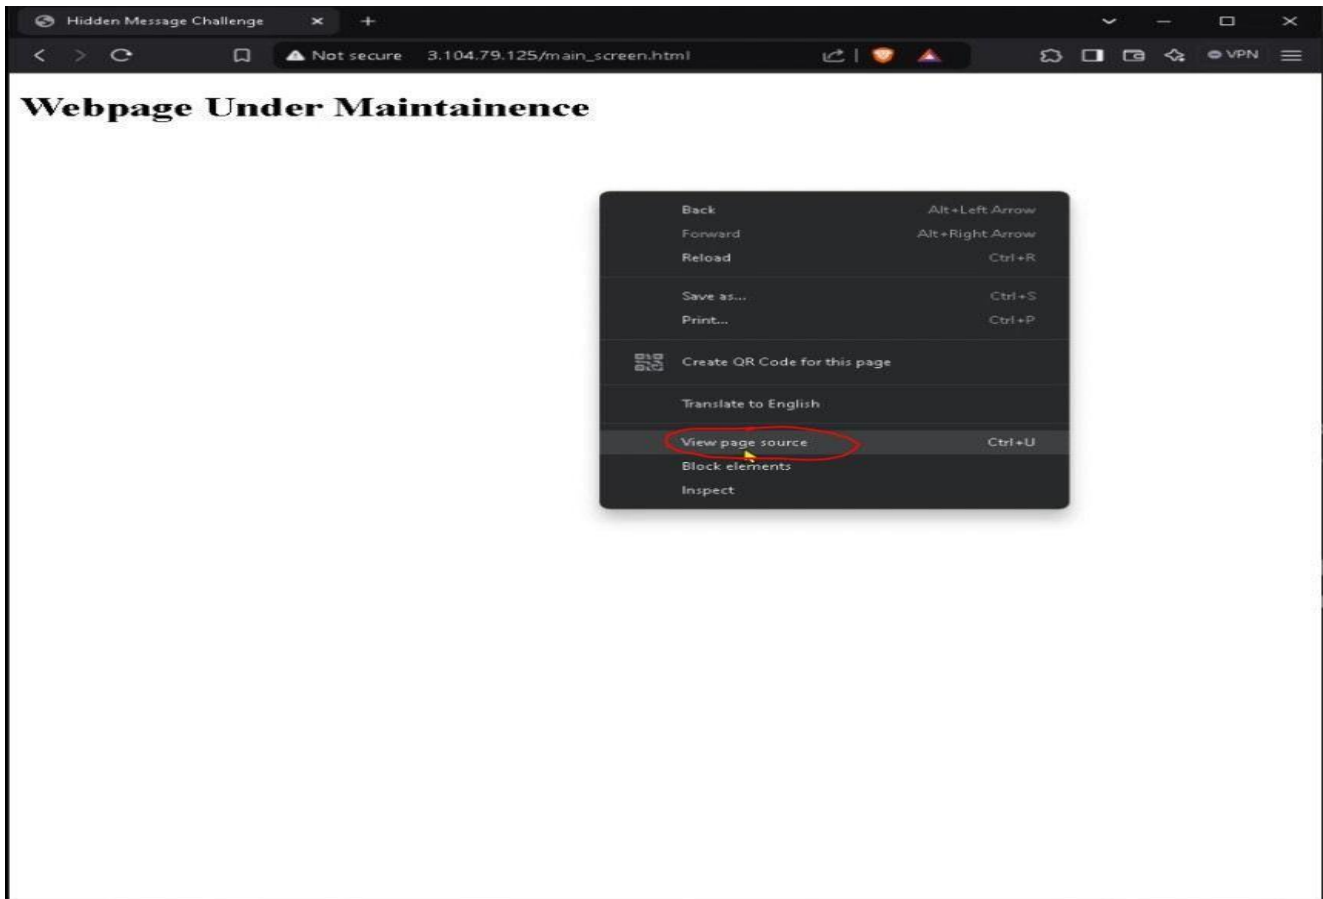 Hidden Message Challenge
Not secure 3.104.79.125/main_screen.html
VPN
Webpage Under Maintainence
Back Alt+Left Arrow
Forward Alt+Right Arrow
Reload Ctrl+R
Save as... Ctrl+S
Print... Ctrl+P
Create QR Code for this page
Translate to English
View page source Ctrl+U
Block elements
Inspect